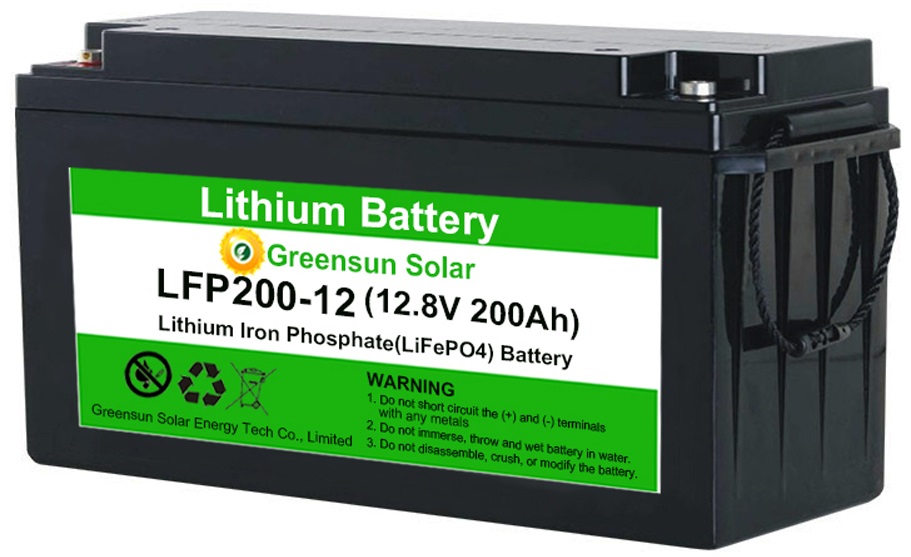 Lithium Battery
Greensun Solar
LFP200-12 (12.8V 200Ah)
Lithium Iron Phosphate(LiFePO4) Battery
WARNING
1. Do not short circuit the (+) and (-) terminals
with any metals
2. Do not immerse, throw and wet battery in water.
3. Do not disassemble, crush, or modify the battery.
Greensun Solar Energy Tech Co., Limited